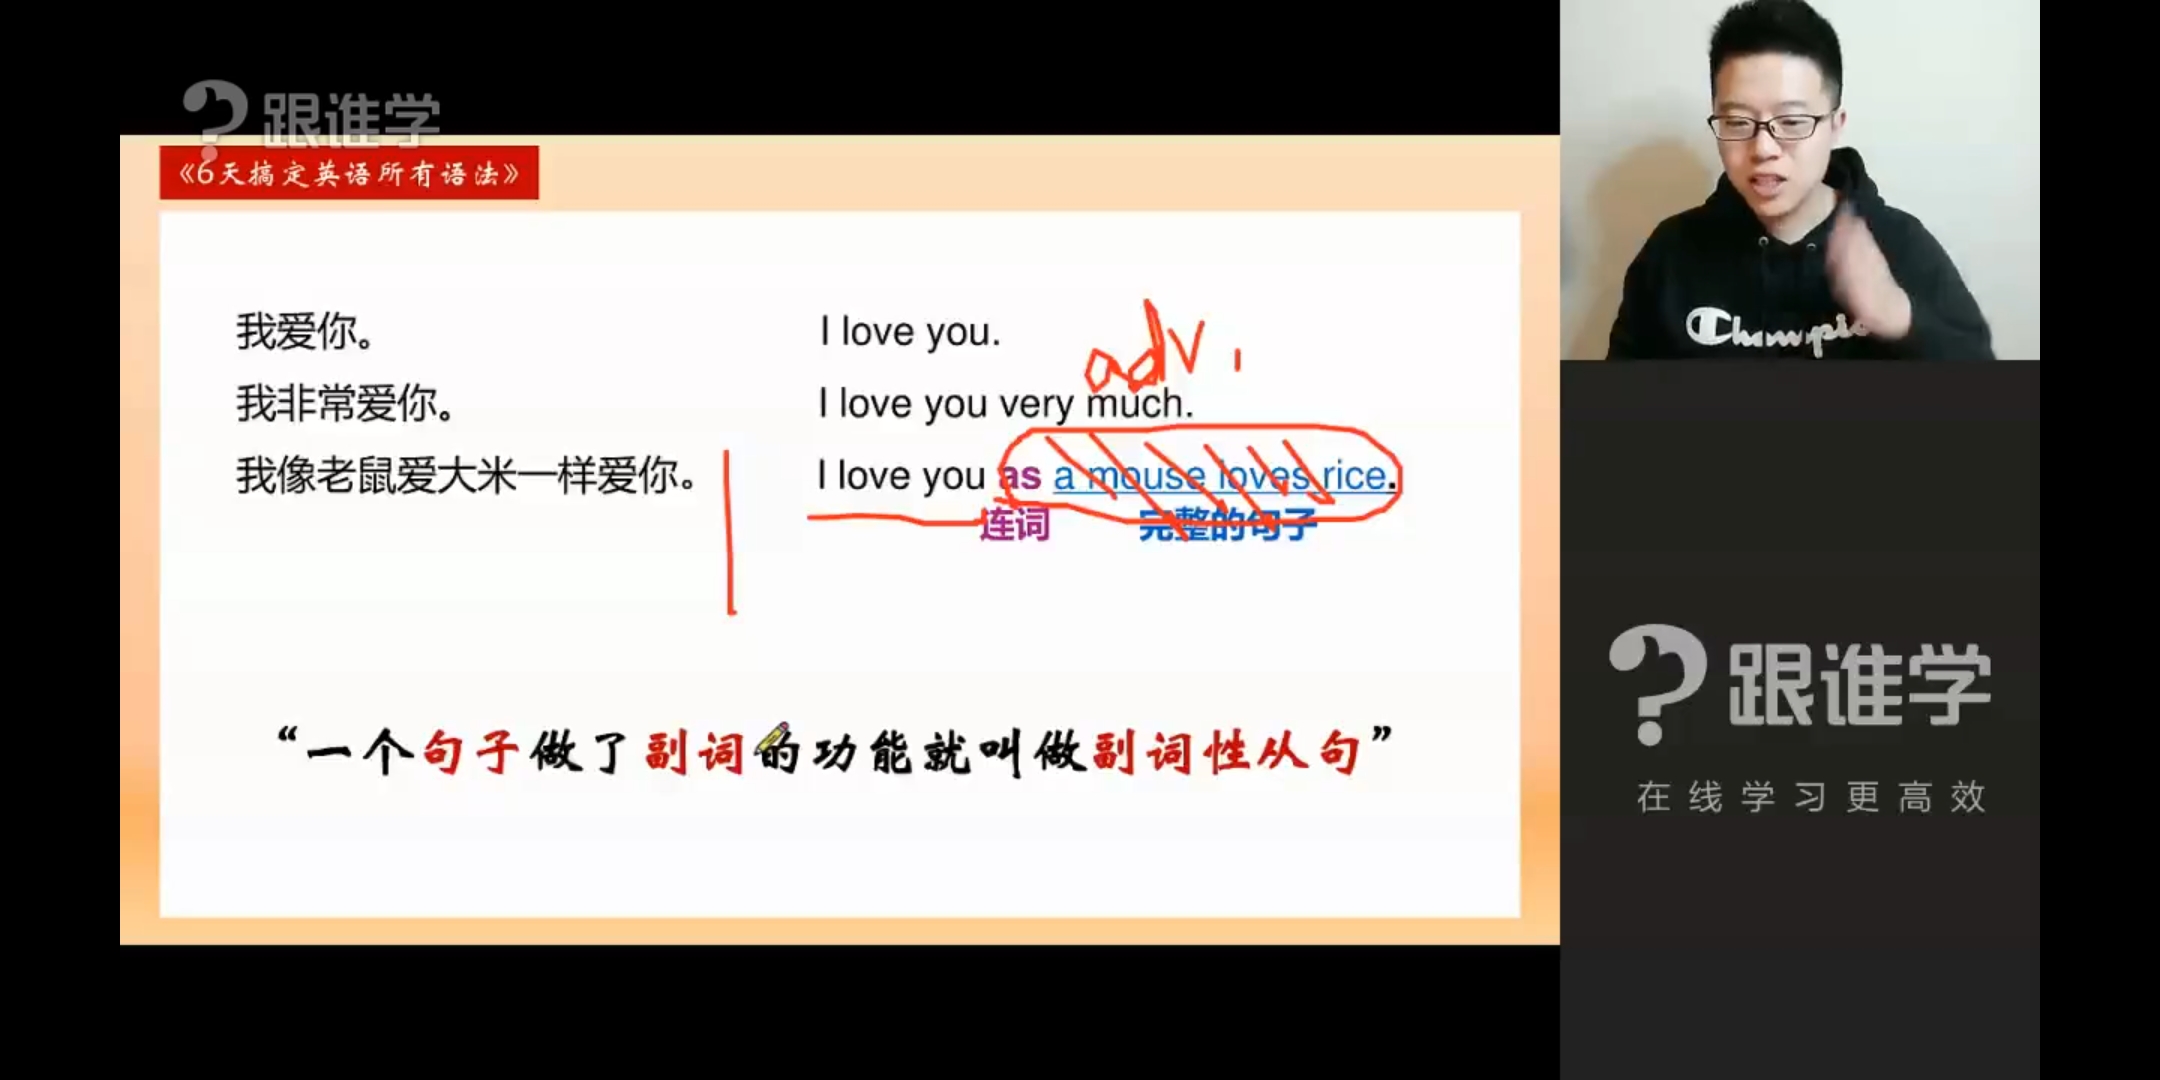 跟谁学
《6天搞定英语所有语法》
我爱你。
I love you.
adv.
我非常爱你。
I love you very much.
我像老鼠爱大米一样爱你。
I love you as a mouse loves rice.
连词
完整的句子
“一个句子做了副词的功能就叫做副词性从句”
Champio
跟谁学
在线学习更高效